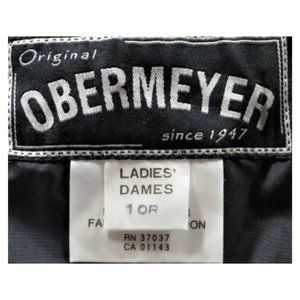 Original
OBERMEYER
since 1947
LADIES'
DAMES
10R
RN 37037
CA 01143